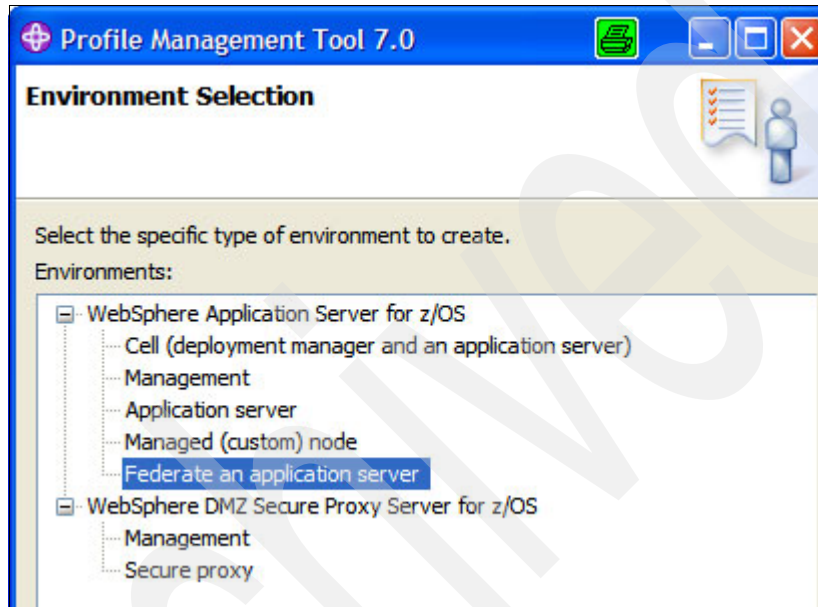 Profile Management Tool 7.0
Environment Selection
Select the specific type of environment to create.
Environments:
WebSphere Application Server for z/OS
Cell (deployment manager and an application server)
Management
Application server
Managed (custom) node
Federate an application server
WebSphere DMZ Secure Proxy Server for z/OS
Management
Secure proxy